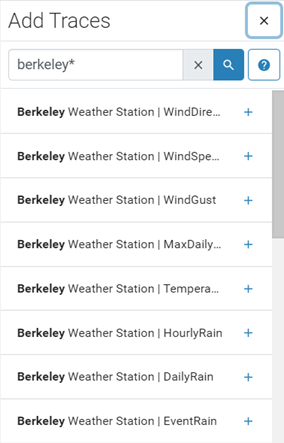 Add Traces
berkeley*
Berkeley Weather Station | WindDire...
Berkeley Weather Station | WindSpe...
Berkeley Weather Station | WindGust
Berkeley Weather Station | MaxDaily...
Berkeley Weather Station | Tempera...
Berkeley Weather Station | HourlyRain
Berkeley Weather Station | DailyRain
Berkeley Weather Station | EventRain